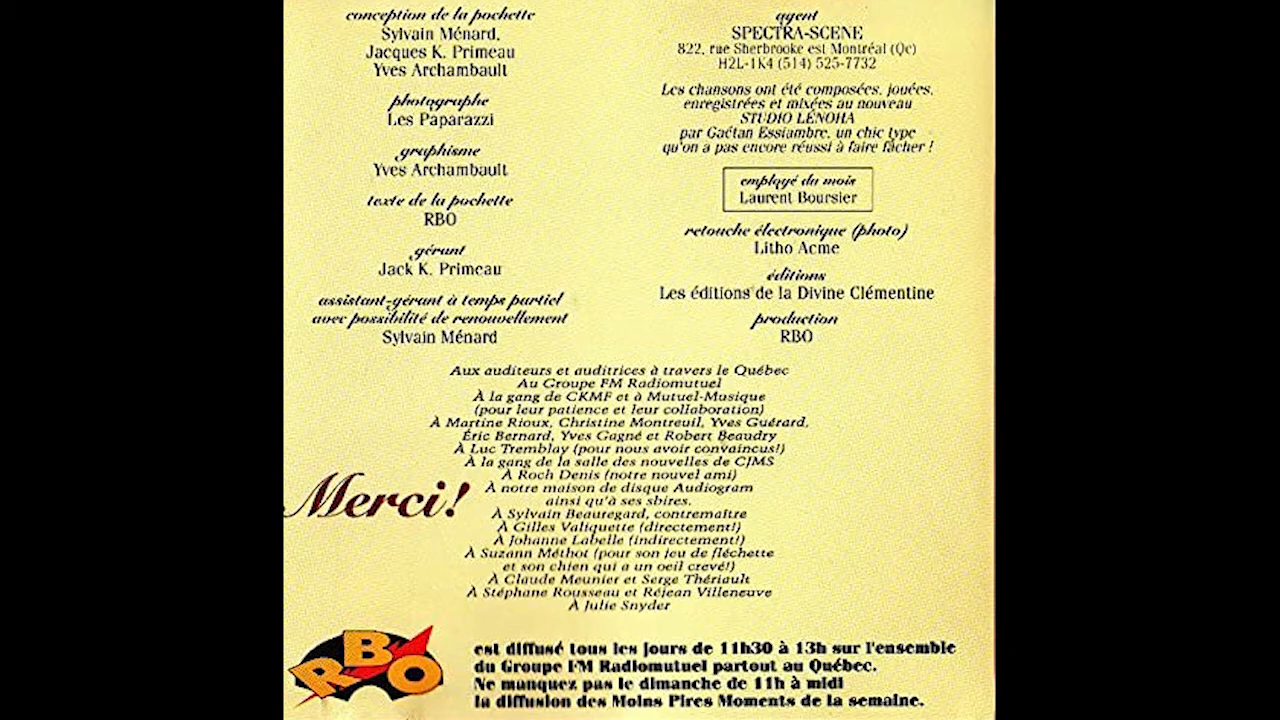 conception de la pochette
Sylvain Ménard,
Jacques K. Primeau
Yves Archambault
photographe
Les Paparazzi
graphisme
Yves Archambault
texte de la pochette
RBO
gérant
Jack K. Primeau
assistant-gérant à temps partiel
avec possibilité de renouvellement
Sylvain Ménard
agent
SPECTRA-SCENE
822, rue Sherbrooke est Montréal (Qc)
H2L-1K4 (514) 525-7732
Les chansons ont été composées, jouées,
enregistrées et mixées au nouveau
STUDIO LÉNOHA
par Gaétan Essiambre, un chic type
qu'on a pas encore réussi à faire fâcher !
employé du mois
Laurent Boursier
retouche électronique (photo)
Litho Acme
éditions
Les éditions de la Divine Clémentine
production
RBO
Merci!
Aux auditeurs et auditrices à travers le Québec
Au Groupe FM Radiomutuel
À la gang de CKMF et à Mutuel-Musique
(pour leur patience et leur collaboration)
À Martine Rioux, Christine Montreuil, Yves Guérard,
Éric Bernard, Yves Gagné et Robert Beaudry
À Luc Tremblay (pour nous avoir convaincus!)
À la gang de la salle des nouvelles de CJMS
À Roch Denis (notre nouvel ami)
À notre maison de disque Audiogram
ainsi qu'à ses sbires.
À Sylvain Beauregard, contremaître
À Gilles Valiquette (directement!)
À Johanne Labelle (indirectement!)
À Suzann Méthot (pour son jeu de fléchette
et son chien qui a un oeil crevé!)
À Claude Meunier et Serge Thériault
À Stéphane Rousseau et Réjean Villeneuve
À Julie Snyder
RBO
est diffusé tous les jours de 11h30 à 13h sur l'ensemble
du Groupe FM Radiomutuel partout au Québec.
Ne manquez pas le dimanche de 11h à midi
la diffusion des Moins Pires Moments de la semaine.